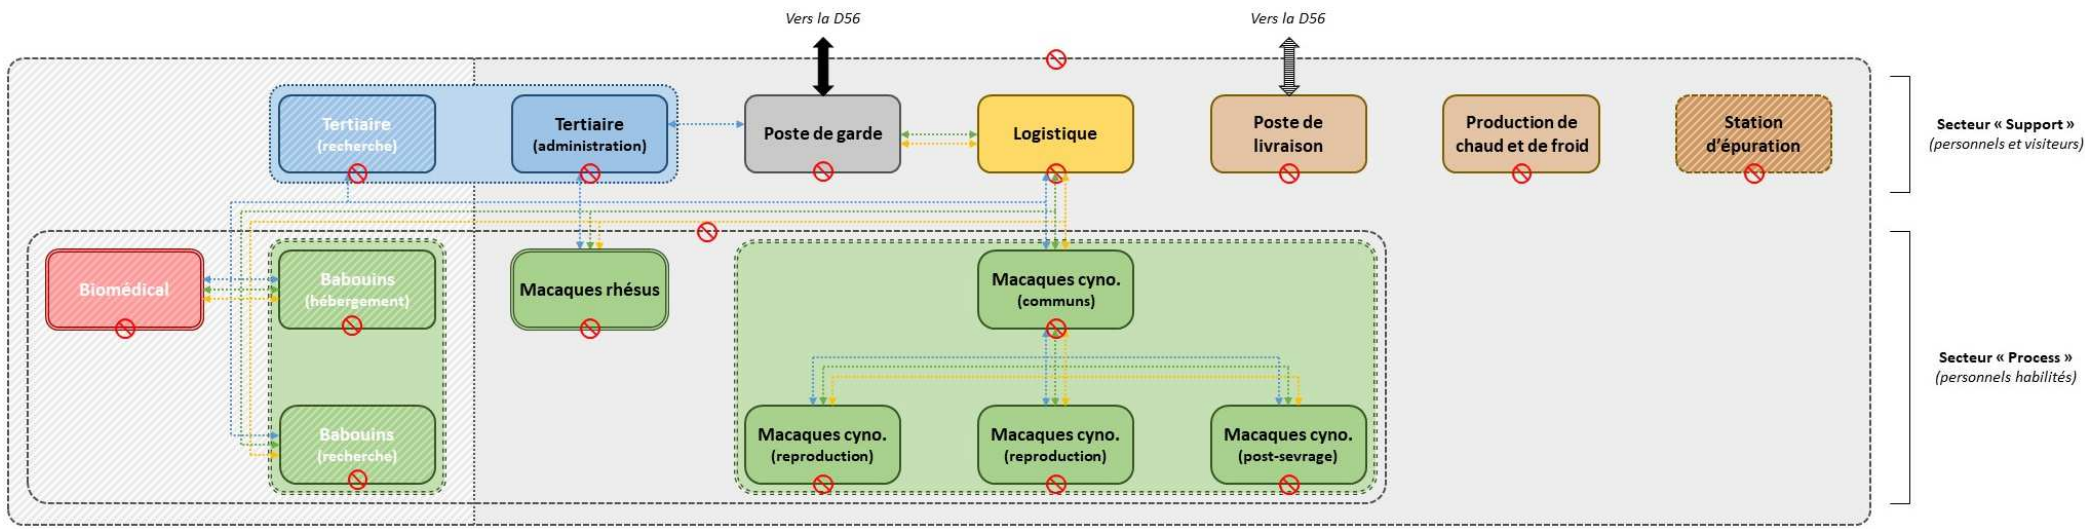 Vers la D56
Vers la D56
Tertiaire
(recherche)
Tertiaire
(administration)
Poste de garde
Logistique
Poste de
livraison
Production de
chaud et de froid
Station
d'épuration
Secteur « Support »
(personnels et visiteurs)
Biomédical
Babouins
(hébergement)
Macaques rhésus
Macaques cyno.
(communs)
Secteur « Process »
(personnels habilités)
Babouins
(recherche)
Macaques cyno.
(reproduction)
Macaques cyno.
(reproduction)
Macaques cyno.
(post-sevrage)